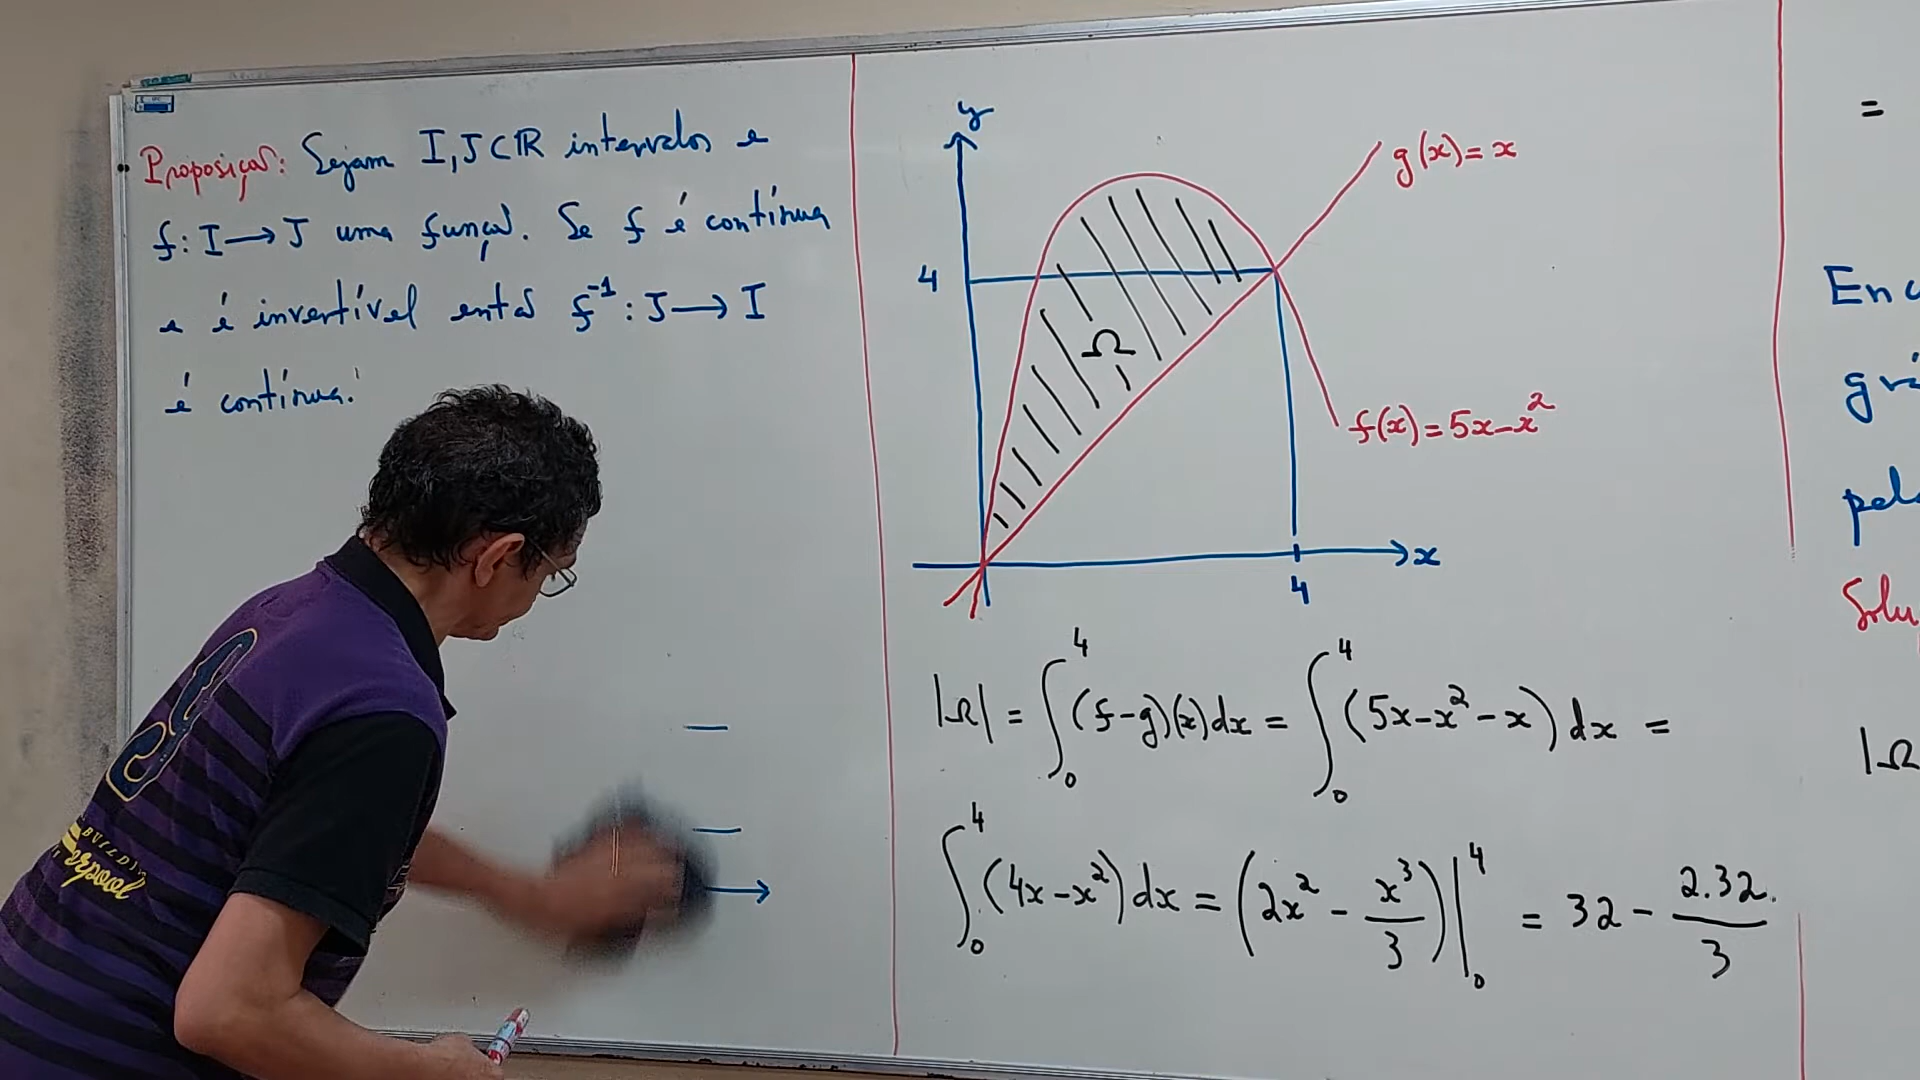 Proposição: Sejam I, J ⊂ ℝ intervalos e
f: I → J uma função. Se f é contínua
e é invertível então f⁻¹: J → I
é contínua.
y
g(x) = x
4
Ω
f(x) = 5x - x²
x
4
|Ω| = ∫₀⁴ (f - g)(x) dx = ∫₀⁴ (5x - x² - x) dx =
∫₀⁴ (4x - x²) dx = (2x² - x³/3) |₀⁴ = 32 - 2.32./3
=
|Ω